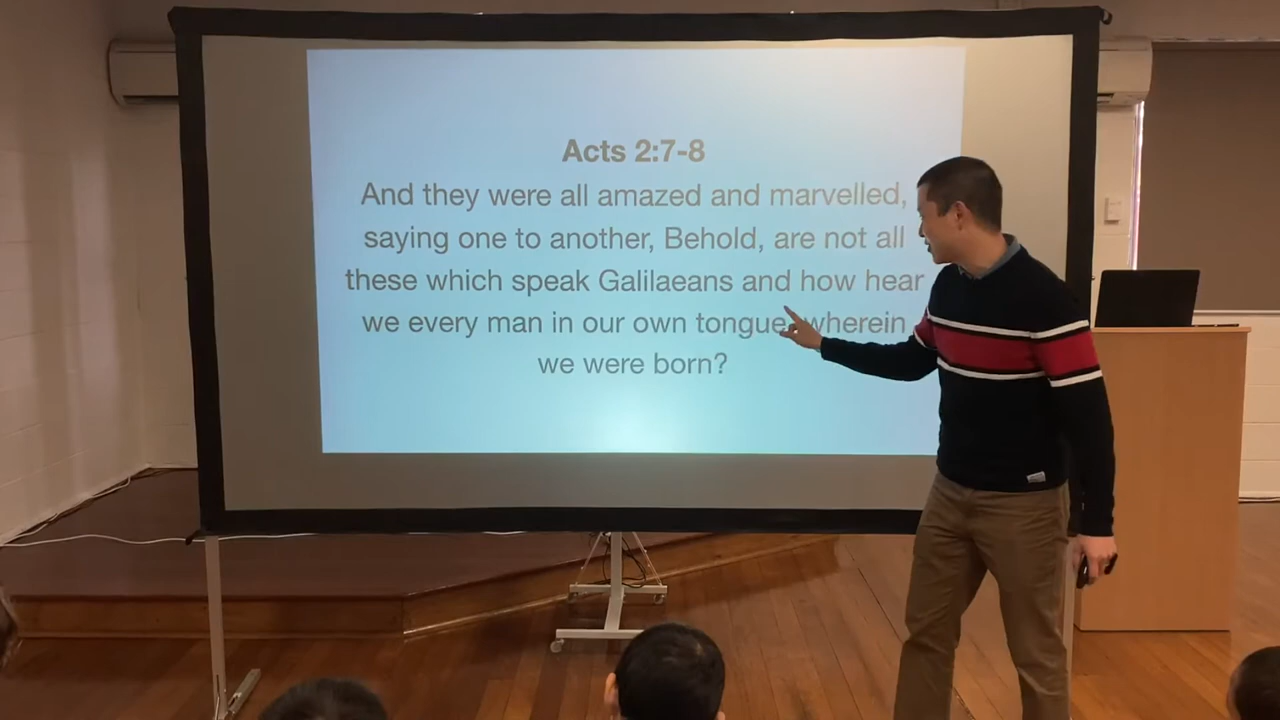 Acts 2:7-8
And they were all amazed and marvelled,
saying one to another, Behold, are not all
these which speak Galilaeans and how hear
we every man in our own tongue, wherein
we were born?